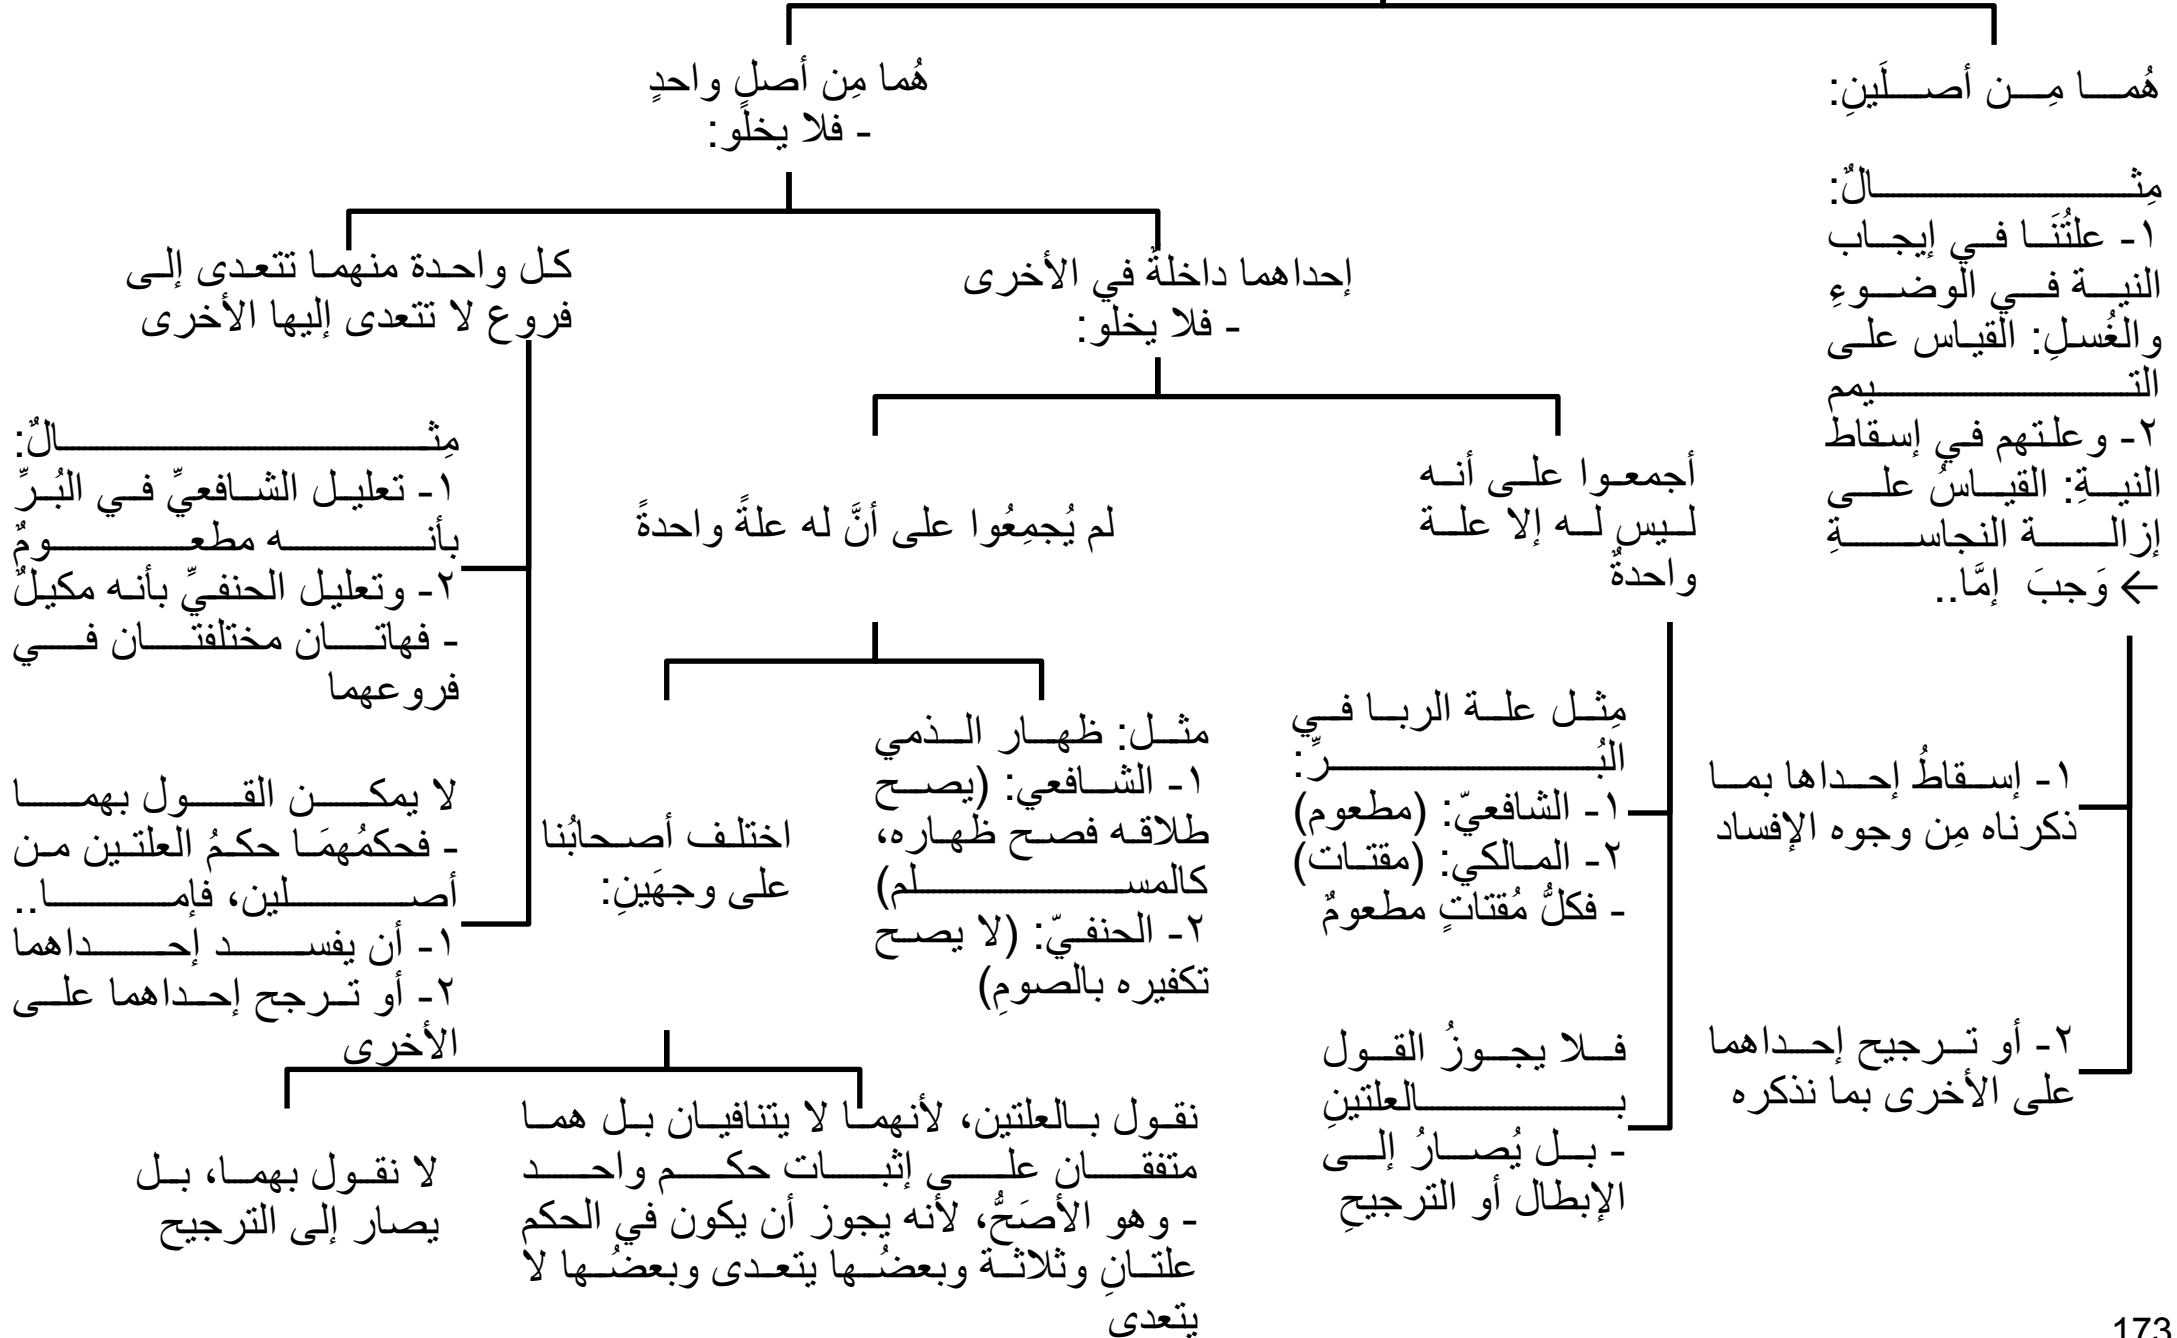 هُما مِن أصلَينِ:
مِثالٌ:
١- علتُنَا في إيجاب
النية في الوضوءِ
والغُسلِ: القياس على
التيمم
٢- وعلتهم في إسقاط
النيةِ: القياسُ على
إزالة النجاسةِ
← وَجبَ إمَّا..
١- إسقاطُ إحداها بما
ذكرناه مِن وجوه الإفساد
٢- أو ترجيح إحداهما
على الأخرى بما نذكره
هُما مِن أصلٍ واحدٍ
- فلا يخلُو:
إحداهما داخلةٌ في الأخرى
- فلا يخلو:
أجمعوا على أنه
ليس له إلا علة
واحدةٌ
مِثل علة الربا في
البُرِّ:
١- الشافعيّ: (مطعوم)
٢- المالكي: (مقتات)
- فكلُّ مُقتاتٍ مطعومٌ
فلا يجوزُ القول
بالعلتينِ
- بل يُصارُ إلى
الإبطال أو الترجيحِ
لم يُجمِعُوا على أنَّ له علةً واحدةً
مثل: ظهار الذمي
١- الشافعي: (يصح
طلاقه فصح ظهاره،
كالمسلم)
٢- الحنفيّ: (لا يصح
تكفيره بالصومِ)
اختلف أصحابُنا
على وجهَينِ:
نقول بالعلتين، لأنهما لا يتنافيان بل هما
متفقان على إثبات حكم واحد
- وهو الأصَحُّ، لأنه يجوز أن يكون في الحكم
علتانِ وثلاثة وبعضُها يتعدى وبعضُها لا
يتعدى
لا نقول بهما، بل
يصار إلى الترجيح
كل واحدة منهما تتعدى إلى
فروع لا تتعدى إليها الأخرى
مِثالٌ:
١- تعليل الشافعيِّ في البُرِّ
بأنه مطعومٌ
٢- وتعليل الحنفيِّ بأنه مكيلٌ
- فهاتان مختلفتان في
فروعهما
لا يمكن القول بهما
- فحكمُهمَا حكمُ العلتين من
أصلين، فإما..
١- أن يفسد إحداهما
٢- أو ترجح إحداهما على
الأخرى
173